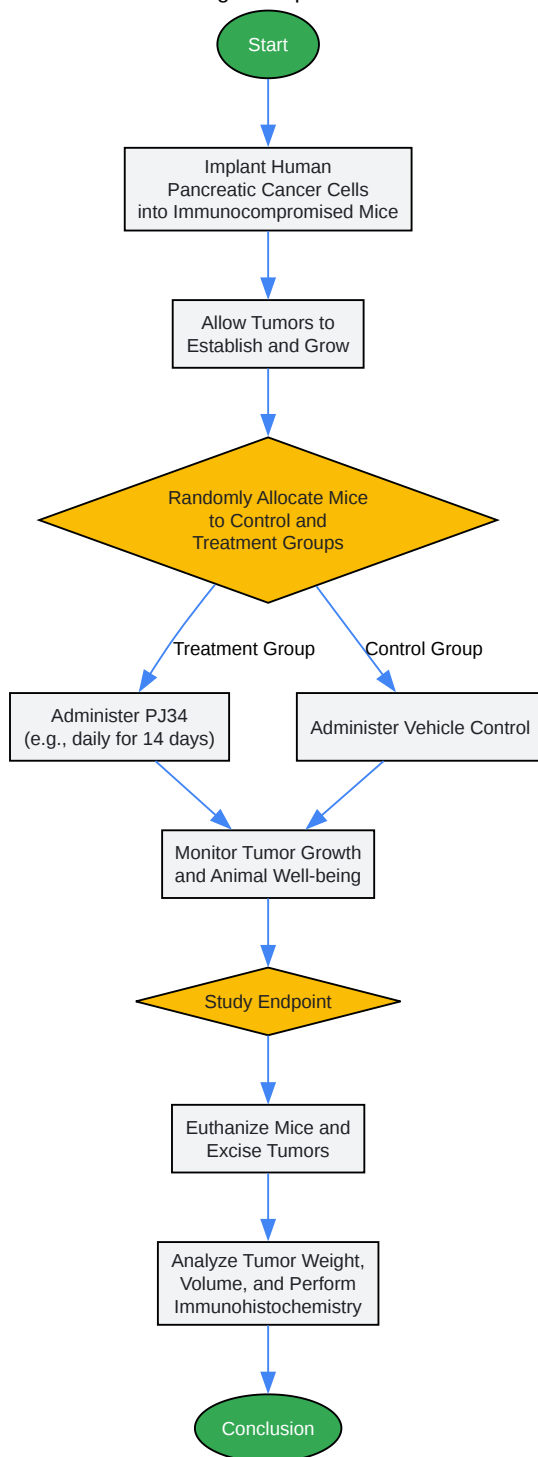 Start
Implant Human
Pancreatic Cancer Cells
into Immunocompromised Mice
Allow Tumors to
Establish and Grow
Randomly Allocate Mice
to Control and
Treatment Groups
Treatment Group
Control Group
Administer PJ34
(e.g., daily for 14 days)
Administer Vehicle Control
Monitor Tumor Growth
and Animal Well-being
Study Endpoint
Euthanize Mice and
Excise Tumors
Analyze Tumor Weight,
Volume, and Perform
Immunohistochemistry
Conclusion